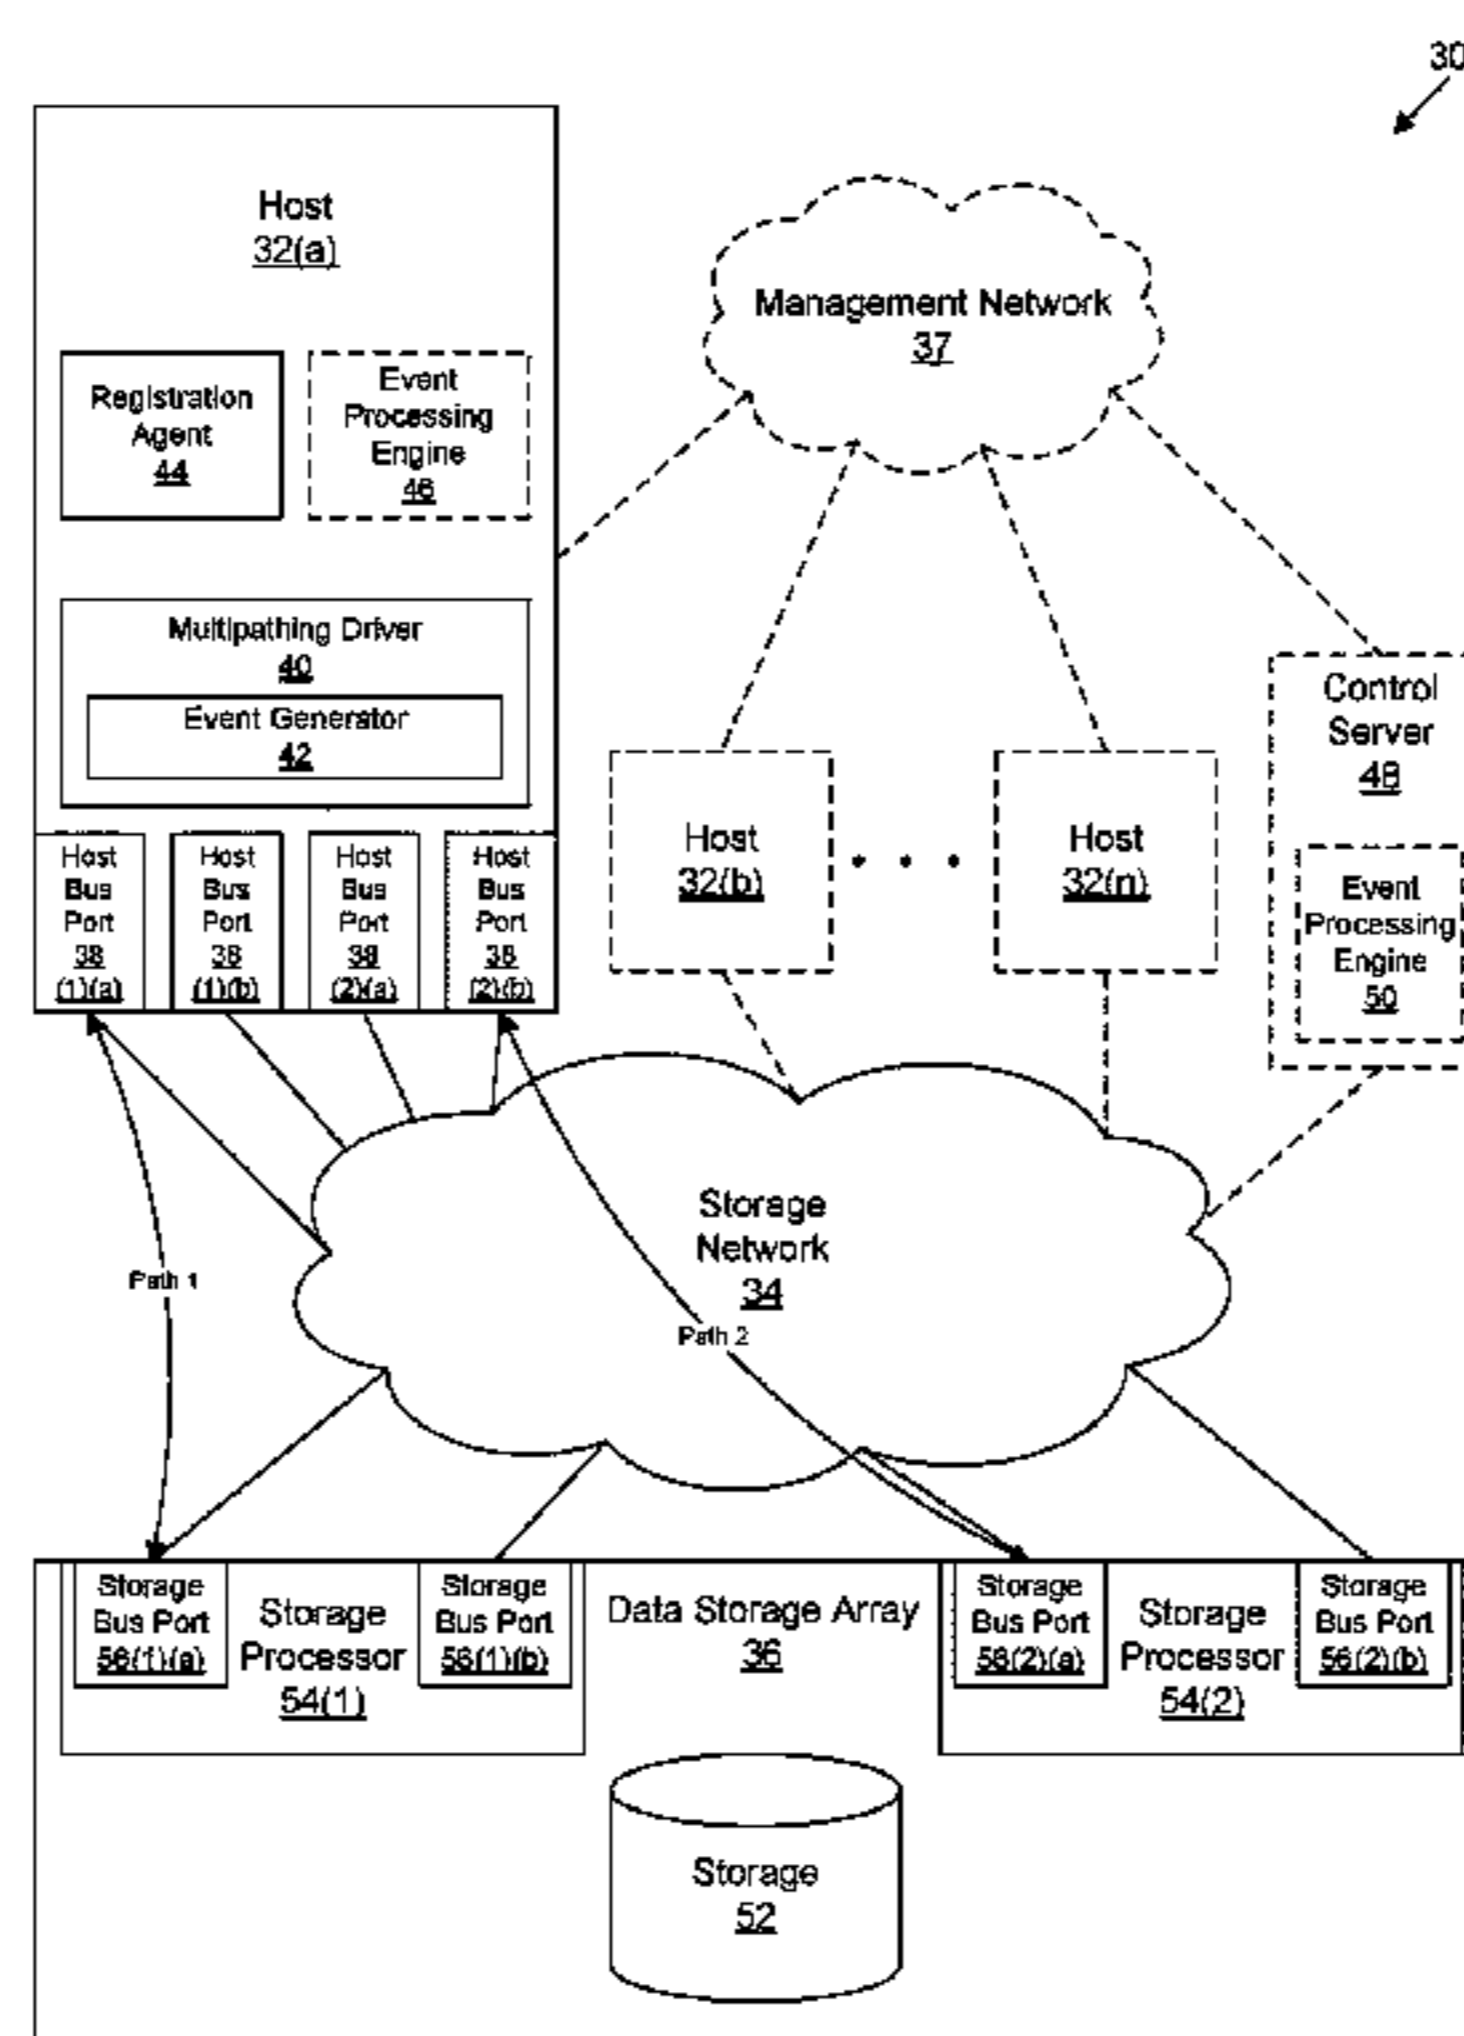 30
Host
32(a)
Management Network
37
Registration
Agent
44
Event
Processing
Engine
46
Multipathing Driver
40
Event Generator
42
Control
Server
48
Host
32(b)
Host
32(n)
Event
Processing
Engine
50
Host
Bus
Port
38
(1)(a)
Host
Bus
Port
38
(1)(b)
Host
Bus
Port
38
(2)(a)
Host
Bus
Port
38
(2)(b)
Storage
Network
34
Path 1
Path 2
Storage
Bus Port
56(1)(a)
Storage
Processor
54(1)
Storage
Bus Port
56(1)(b)
Data Storage Array
36
Storage
Bus Port
56(2)(a)
Storage
Processor
54(2)
Storage
Bus Port
56(2)(b)
Storage
52